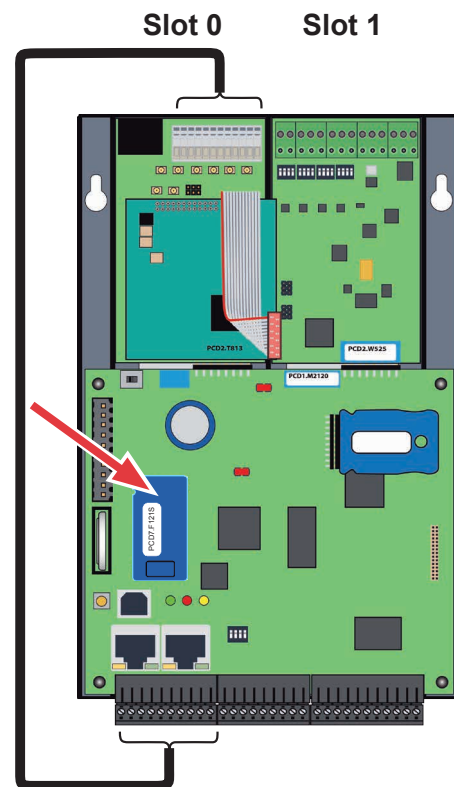 Slot 0 Slot 1
PCD2.T813
PCD2.W525
PCD1.M2120
PCD7.F121S